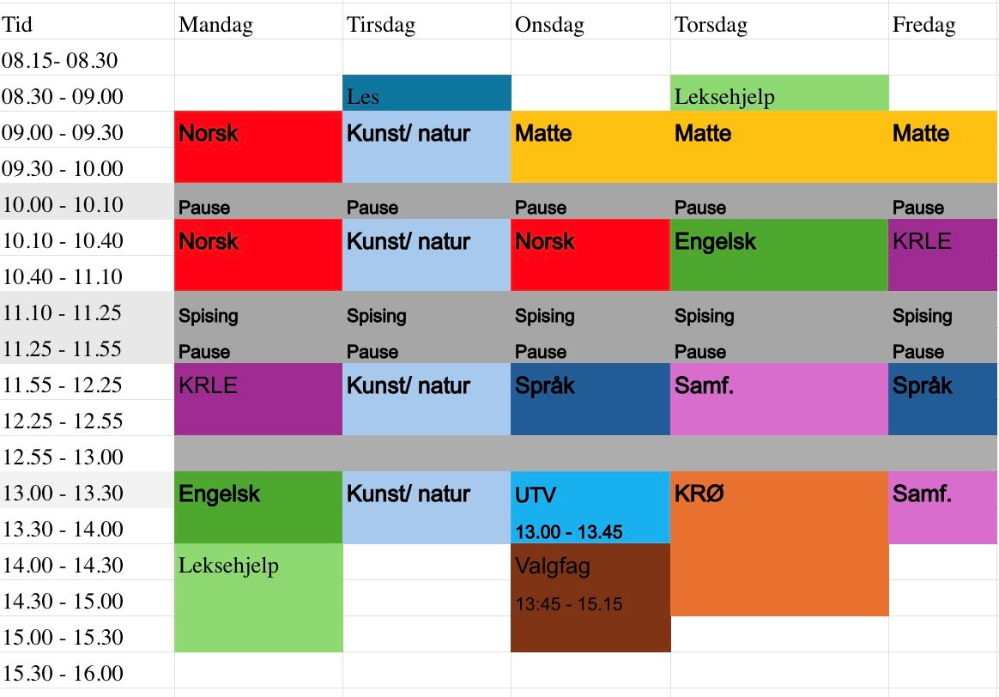 Tid Mandag Tirsdag Onsdag Torsdag Fredag
08.15- 08.30
08.30 - 09.00 Les Leksehjelp
09.00 - 09.30 Norsk Kunst/ natur Matte Matte Matte
09.30 - 10.00
10.00 - 10.10 Pause Pause Pause Pause Pause
10.10 - 10.40 Norsk Kunst/ natur Norsk Engelsk KRLE
10.40 - 11.10
11.10 - 11.25 Spising Spising Spising Spising Spising
11.25 - 11.55 Pause Pause Pause Pause Pause
11.55 - 12.25 KRLE Kunst/ natur Språk Samf. Språk
12.25 - 12.55
12.55 - 13.00
13.00 - 13.30 Engelsk Kunst/ natur UTV KRØ Samf.
13.30 - 14.00 13.00 - 13.45
14.00 - 14.30 Leksehjelp Valgfag
14.30 - 15.00 13:45 - 15.15
15.00 - 15.30
15.30 - 16.00